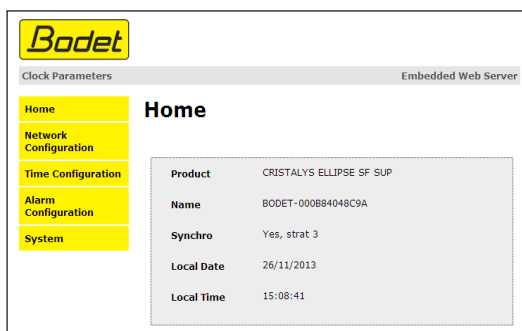 Bodet
Clock Parameters Embedded Web Server
Home
Network
Configuration
Time Configuration
Alarm
Configuration
System
Home
Product CRISTALYS ELLIPSE SF SUP
Name BODET-000B84048C9A
Synchro Yes, strat 3
Local Date 26/11/2013
Local Time 15:08:41